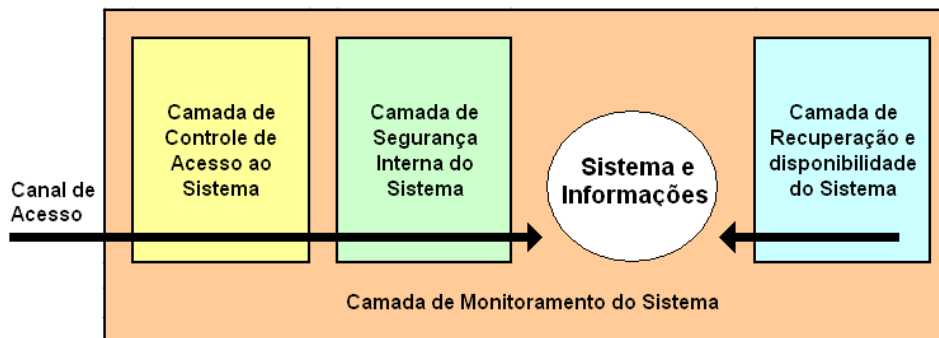 Canal de
Acesso
Camada de
Controle de
Acesso ao
Sistema
Camada de
Segurança
Interna do
Sistema
Sistema e
Informações
Camada de
Recuperação e
disponibilidade
do Sistema
Camada de Monitoramento do Sistema